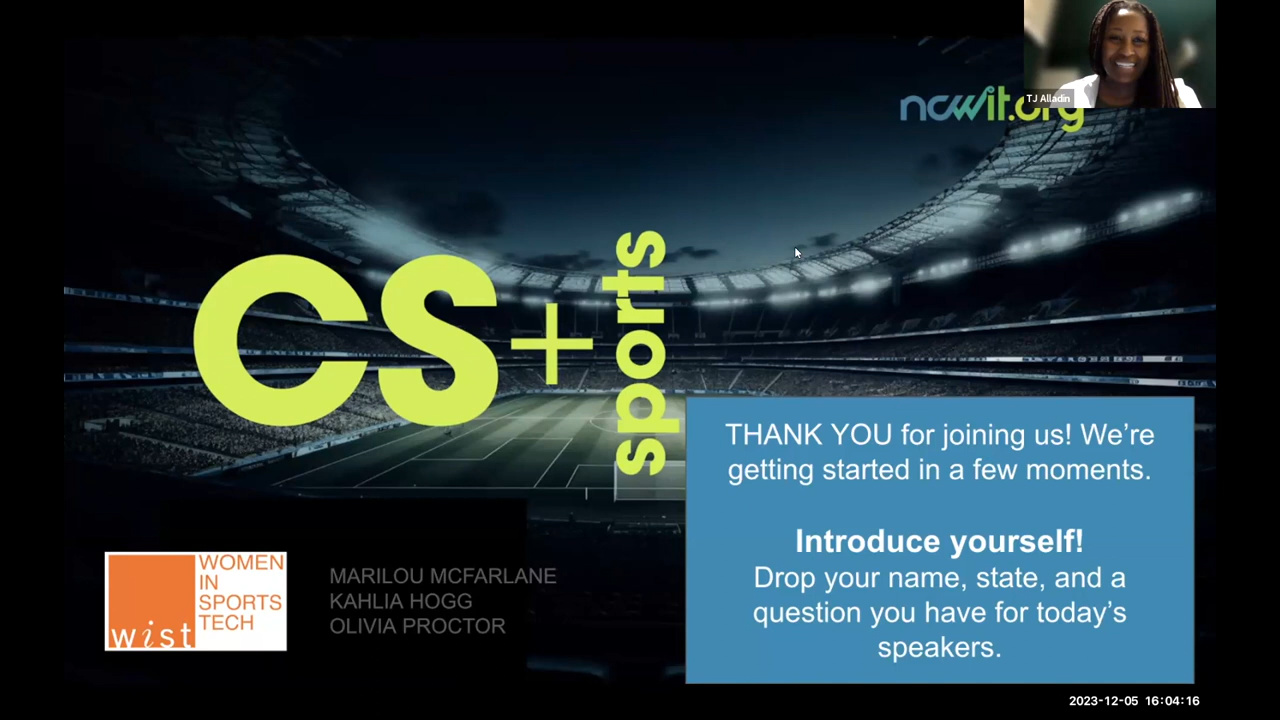 TJ Alladin
nowit.org
CS+
sports
THANK YOU for joining us! We’re
getting started in a few moments.
Introduce yourself!
Drop your name, state, and a
question you have for today’s
speakers.
WOMEN
IN
SPORTS
TECH
wist
MARILOU MCFARLANE
KAHLIA HOGG
OLIVIA PROCTOR
2023-12-05 16:04:16